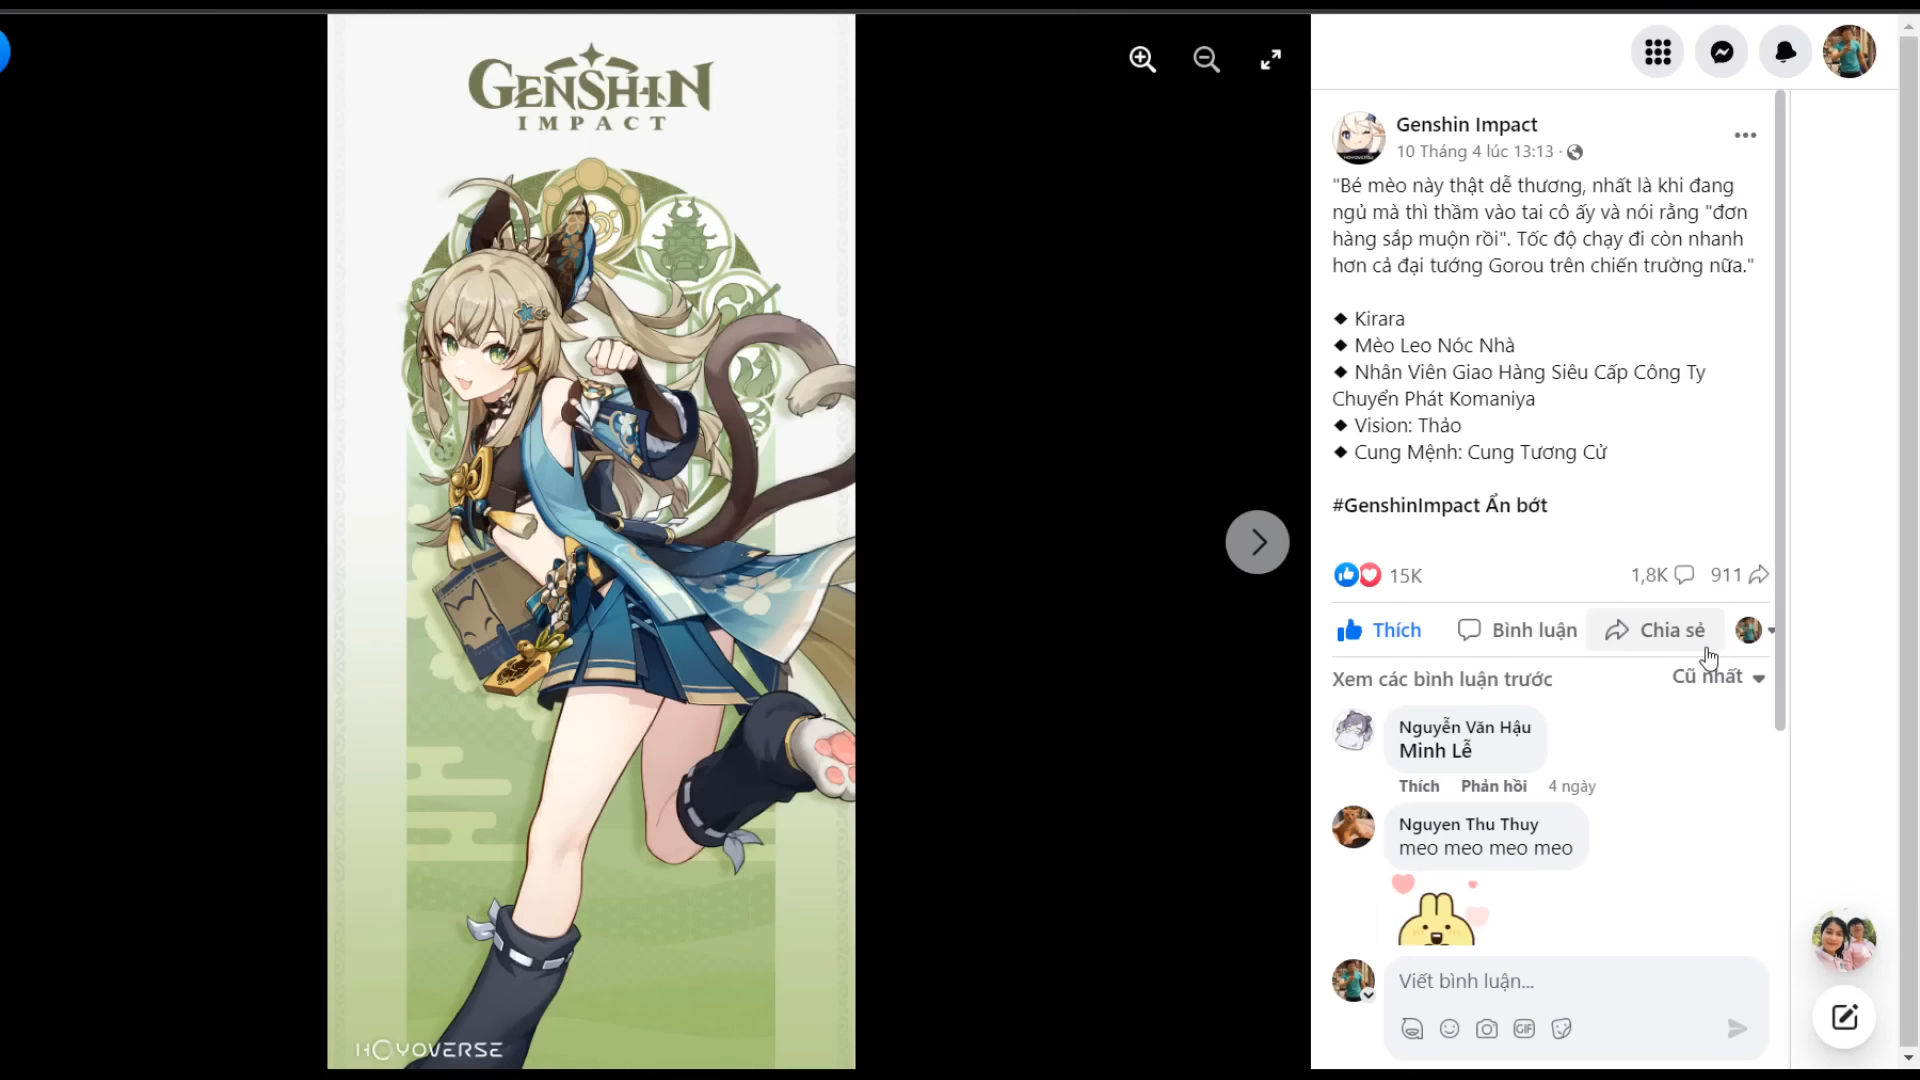 GENSHIN
IMPACT
HOYOVERSE
Genshin Impact
10 Tháng 4 lúc 13:13 ·
"Bé mèo này thật dễ thương, nhất là khi đang
ngủ mà thì thầm vào tai cô ấy và nói rằng "đơn
hàng sắp muộn rồi". Tốc độ chạy đi còn nhanh
hơn cả đại tướng Gorou trên chiến trường nữa."
◆ Kirara
◆ Mèo Leo Nóc Nhà
◆ Nhân Viên Giao Hàng Siêu Cấp Công Ty
Chuyển Phát Komaniya
◆ Vision: Thảo
◆ Cung Mệnh: Cung Tương Cử
#GenshinImpact Ẩn bớt
15K 1,8K 911
Thích Bình luận Chia sẻ
Xem các bình luận trước Cũ nhất
Nguyễn Văn Hậu
Minh Lễ
Thích Phản hồi 4 ngày
Nguyen Thu Thuy
meo meo meo meo
Viết bình luận...
GIF